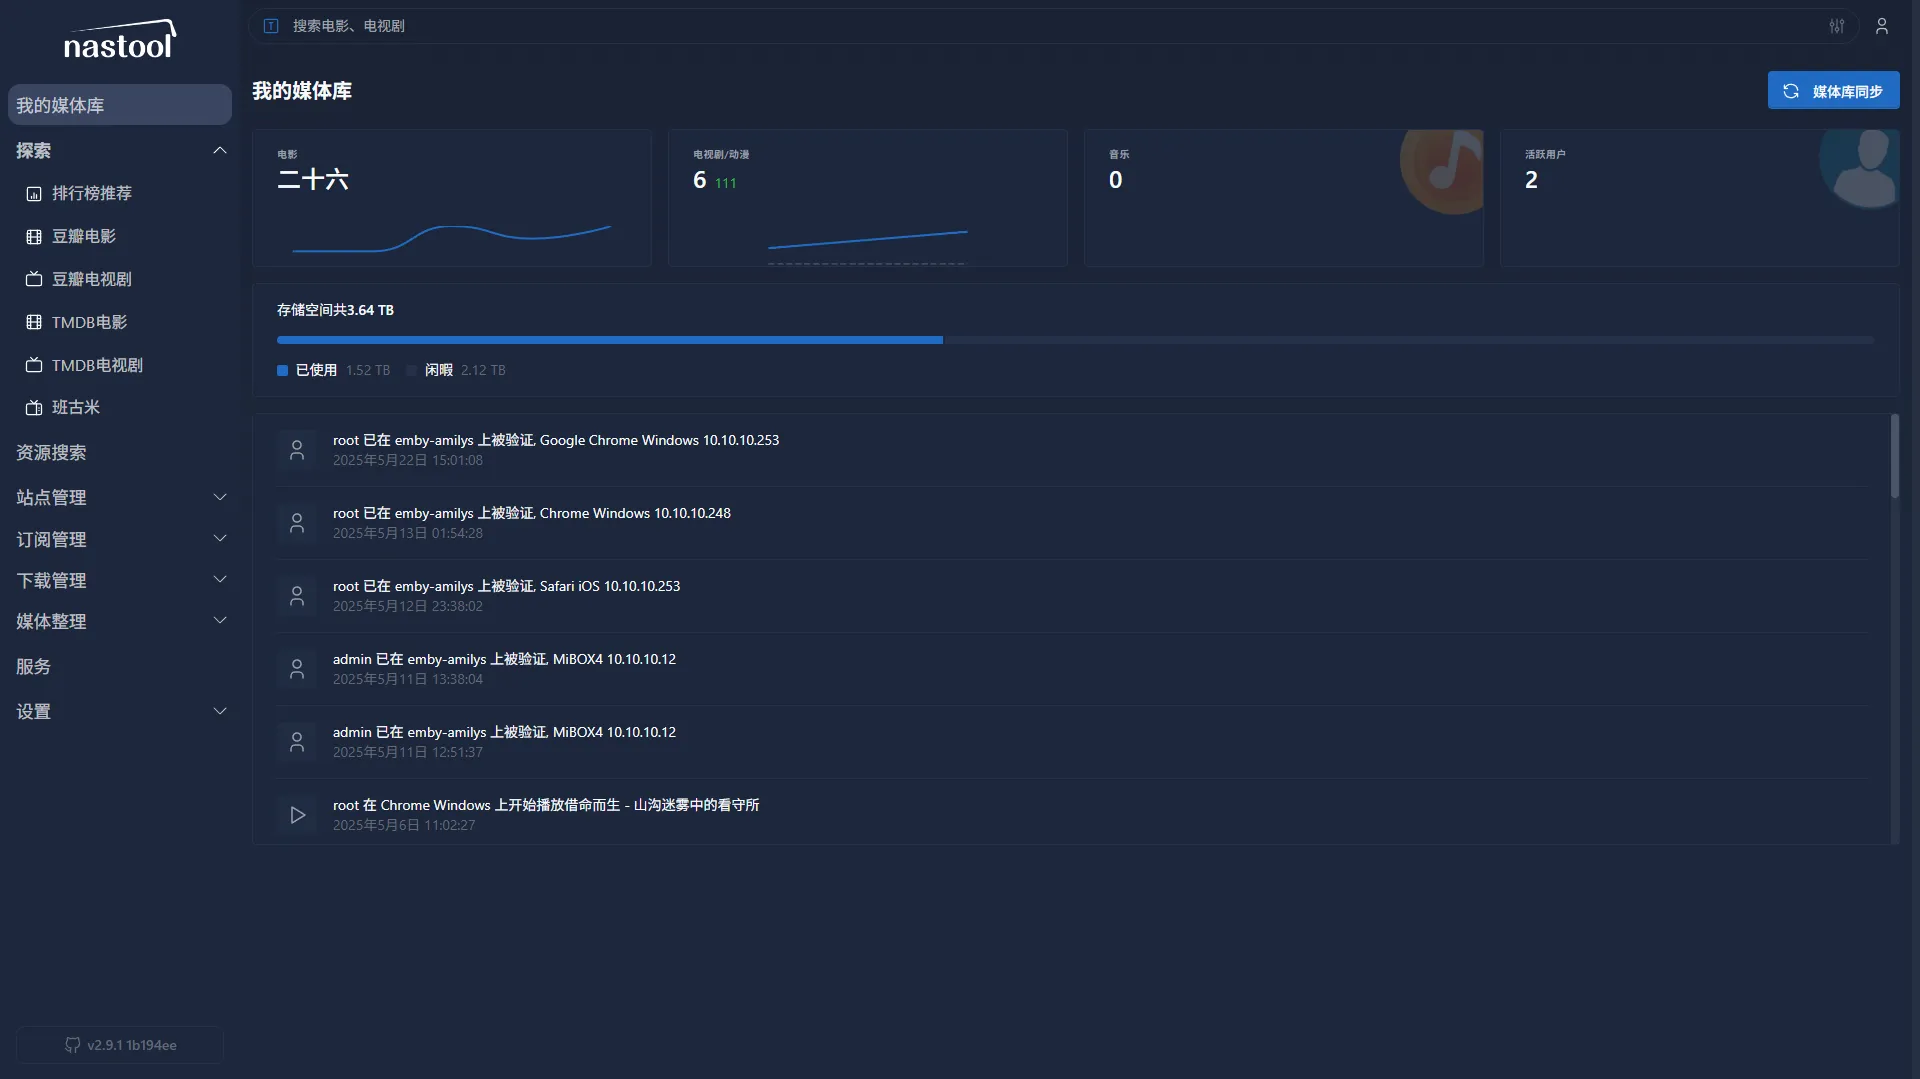 nastool
我的媒体库
探索
排行榜推荐
豆瓣电影
豆瓣电视剧
TMDB电影
TMDB电视剧
班古米
资源搜索
站点管理
订阅管理
下载管理
媒体整理
服务
设置
v2.9.1 1b194ee
T 搜索电影、电视剧
我的媒体库
媒体库同步
电影
二十六
电视剧/动漫
6 111
音乐
0
活跃用户
2
存储空间共3.64 TB
已使用 1.52 TB 闲暇 2.12 TB
root 已在 emby-amilys 上被验证, Google Chrome Windows 10.10.10.253
2025年5月22日 15:01:08
root 已在 emby-amilys 上被验证, Chrome Windows 10.10.10.248
2025年5月13日 01:54:28
root 已在 emby-amilys 上被验证, Safari iOS 10.10.10.253
2025年5月12日 23:38:02
admin 已在 emby-amilys 上被验证, MiBOX4 10.10.10.12
2025年5月11日 13:38:04
admin 已在 emby-amilys 上被验证, MiBOX4 10.10.10.12
2025年5月11日 12:51:37
root 在 Chrome Windows 上开始播放借命而生 - 山沟迷雾中的看守所
2025年5月6日 11:02:27